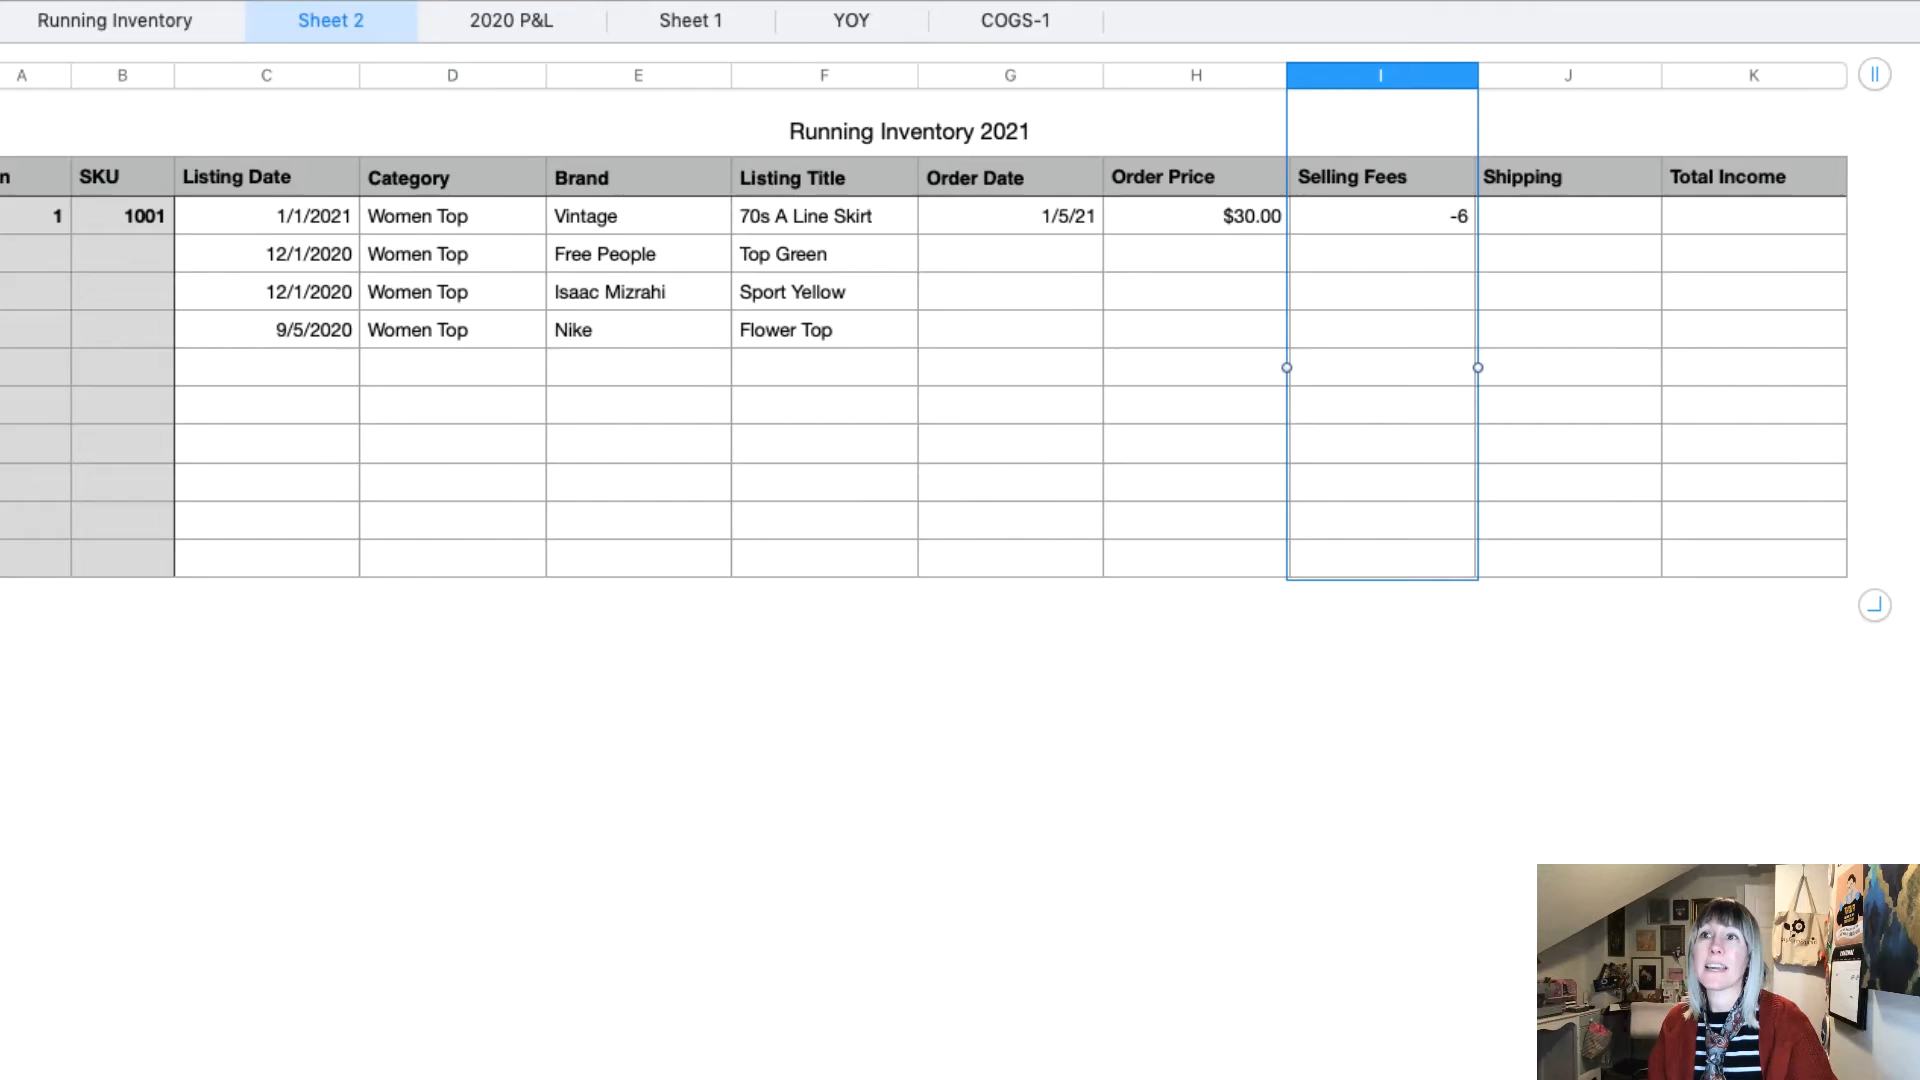 Running Inventory Sheet 2 2020 P&L Sheet 1 YOY COGS-1
A B C D E F G H I J K
Running Inventory 2021
n SKU Listing Date Category Brand Listing Title Order Date Order Price Selling Fees Shipping Total Income
1 1001 1/1/2021 Women Top Vintage 70s A Line Skirt 1/5/21 $30.00 -6
12/1/2020 Women Top Free People Top Green
12/1/2020 Women Top Isaac Mizrahi Sport Yellow
9/5/2020 Women Top Nike Flower Top